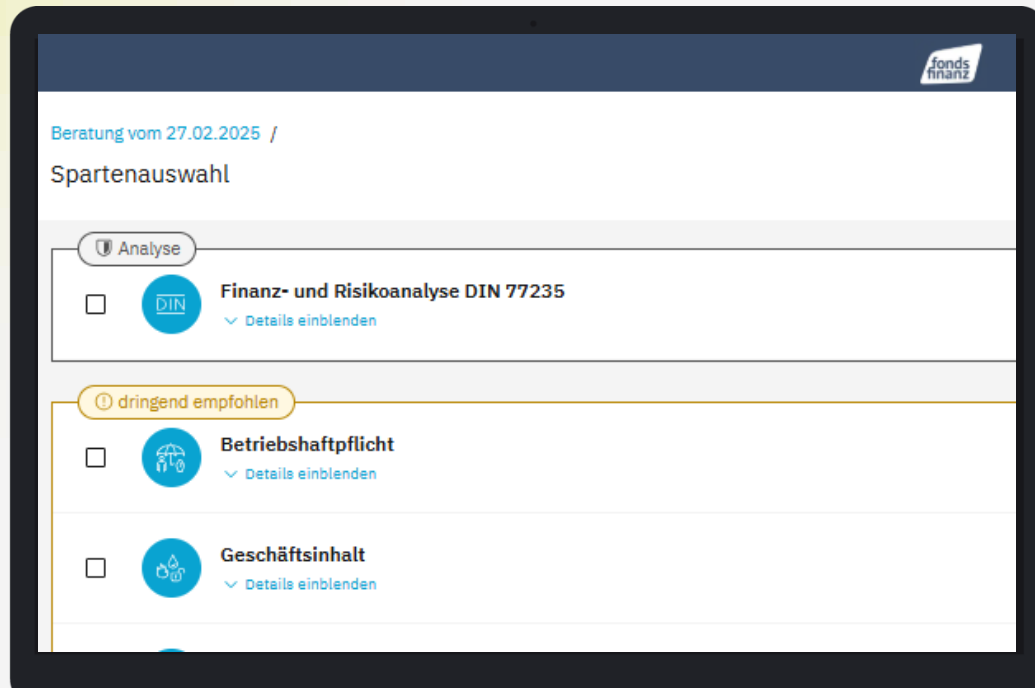 fonds
finanz
Beratung vom 27.02.2025 /
Spartenauswahl
Analyse
DIN
Finanz- und Risikoanalyse DIN 77235
Details einblenden
dringend empfohlen
Betriebshaftpflicht
Details einblenden
Geschäftsinhalt
Details einblenden